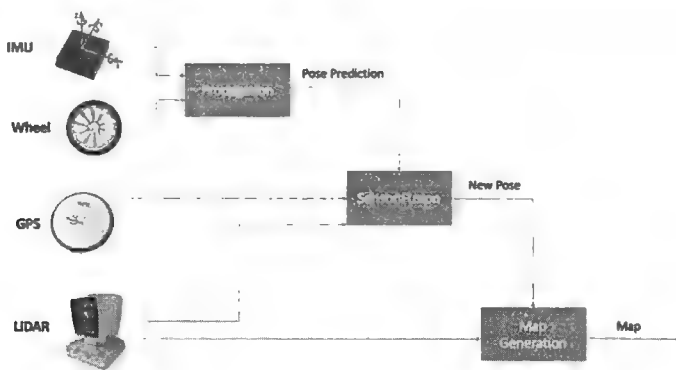 IMU
Pose Prediction
Wheel
New Pose
GPS
LIDAR
Map
Generation
Map